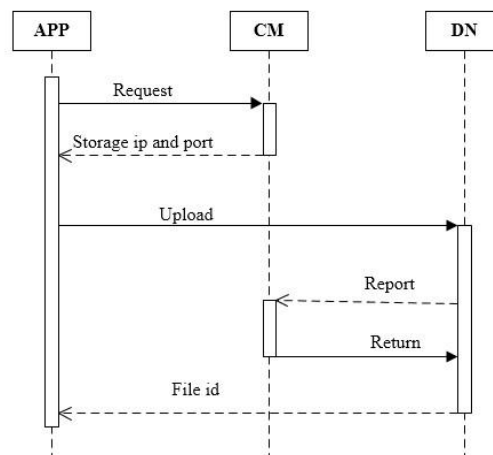 APP
CM
DN
Request
Storage ip and port
Upload
Report
Return
File id